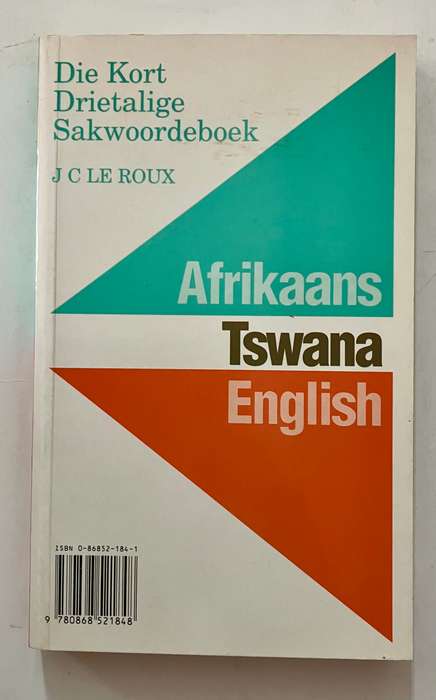 Die Kort
Drietalige
Sakwoordeboek
J C LE ROUX
Afrikaans
Tswana
English
ISBN 0-86852-184-1
9 780868 521848